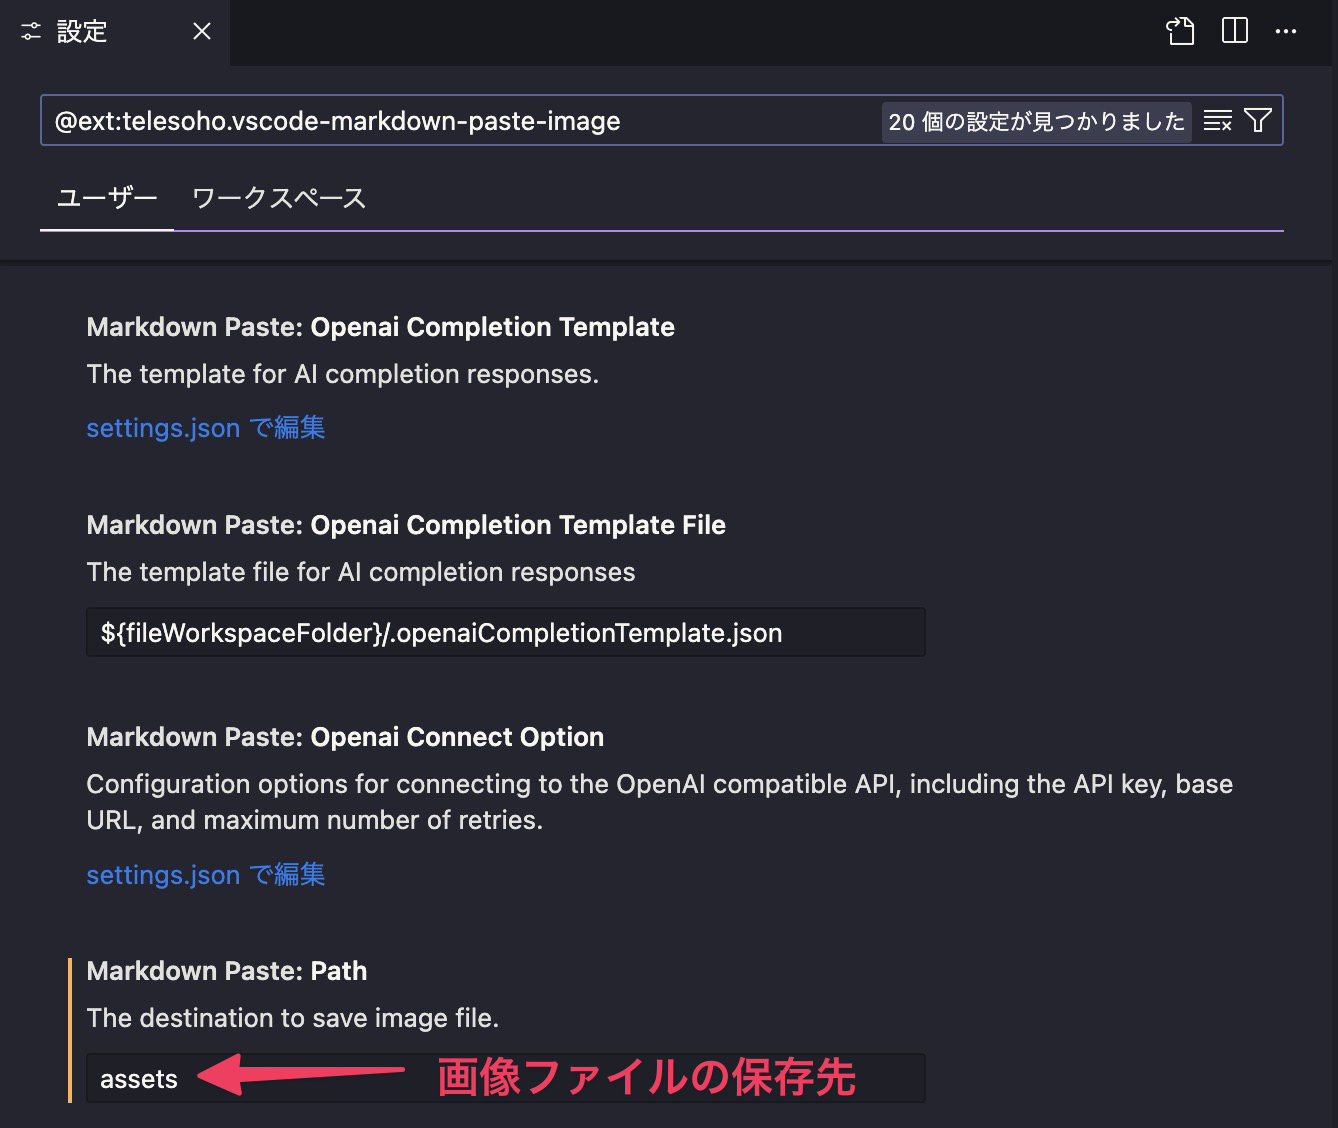 設定
@ext:telesoho.vscode-markdown-paste-image
20 個の設定が見つかりました
ユーザー ワークスペース
Markdown Paste: Openai Completion Template
The template for AI completion responses.
settings.json で編集
Markdown Paste: Openai Completion Template File
The template file for AI completion responses
${fileWorkspaceFolder}/.openaiCompletionTemplate.json
Markdown Paste: Openai Connect Option
Configuration options for connecting to the OpenAI compatible API, including the API key, base
URL, and maximum number of retries.
settings.json で編集
Markdown Paste: Path
The destination to save image file.
assets 画像ファイルの保存先